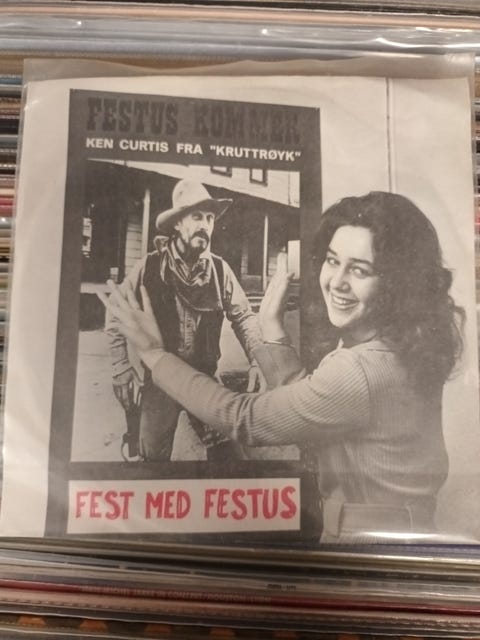 FESTUS KOMMER
KEN CURTIS FRA "KRUTTRØYK"
FEST MED FESTUS